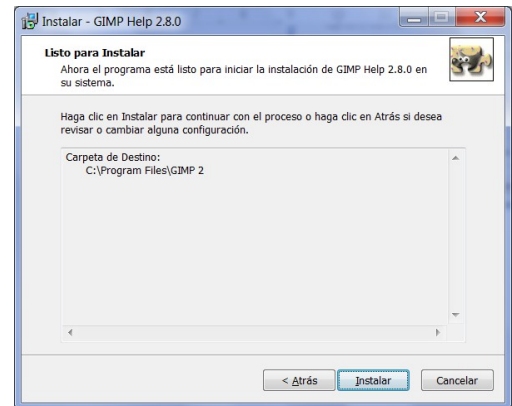 Instalar - GIMP Help 2.8.0
Listo para Instalar
Ahora el programa está listo para iniciar la instalación de GIMP Help 2.8.0 en
su sistema.
Haga clic en Instalar para continuar con el proceso o haga clic en Atrás si desea
revisar o cambiar alguna configuración.
Carpeta de Destino:
C:\Program Files\GIMP 2
< Atrás Instalar Cancelar